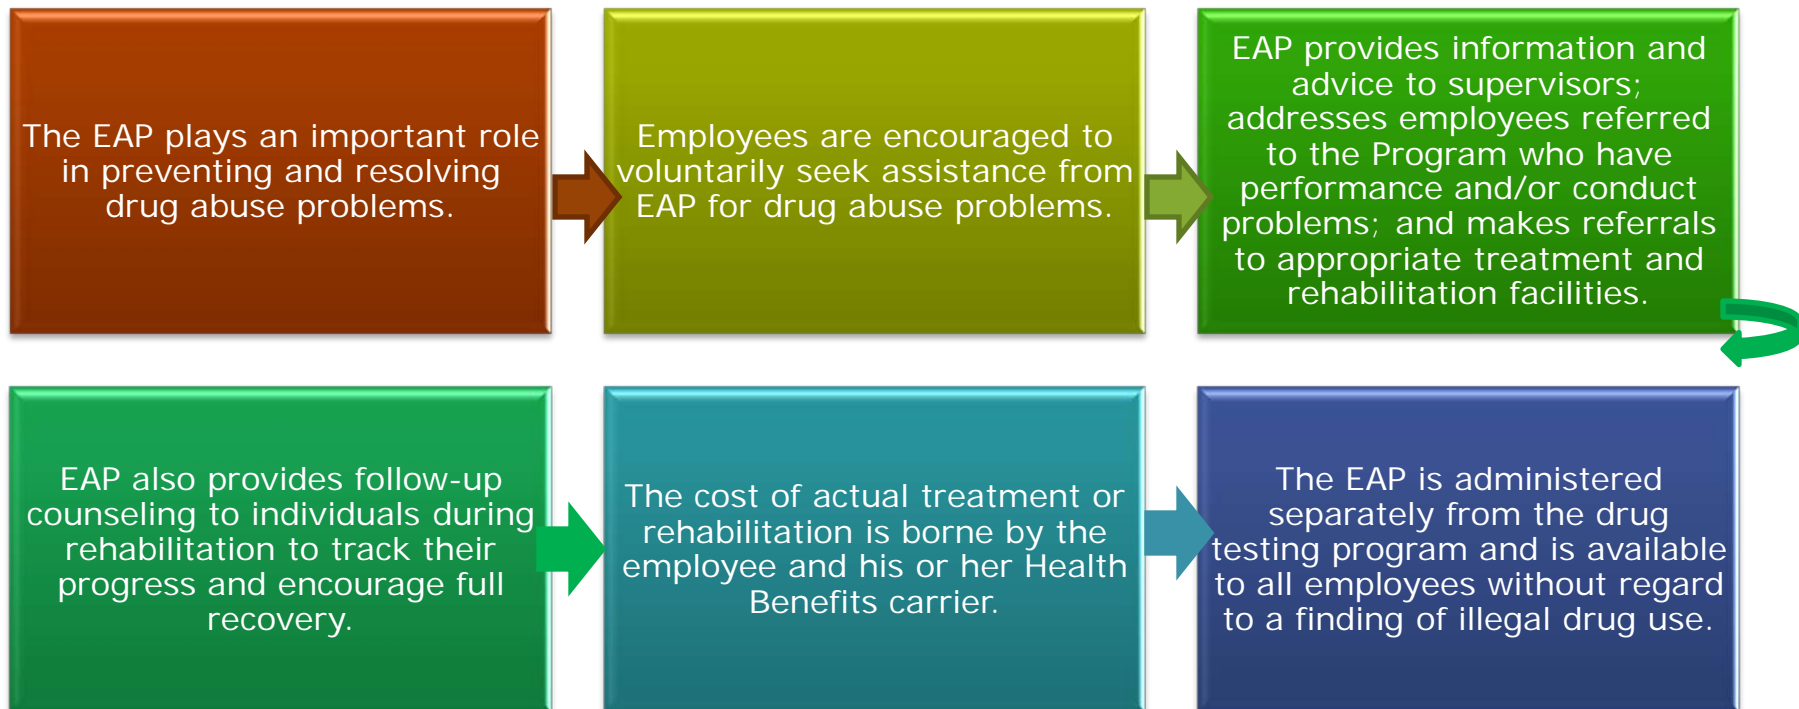 The EAP plays an important role
in preventing and resolving
drug abuse problems.
Employees are encouraged to
voluntarily seek assistance from
EAP for drug abuse problems.
EAP provides information and
advice to supervisors;
addresses employees referred
to the Program who have
performance and/or conduct
problems; and makes referrals
to appropriate treatment and
rehabilitation facilities.
EAP also provides follow-up
counseling to individuals during
rehabilitation to track their
progress and encourage full
recovery.
The cost of actual treatment or
rehabilitation is borne by the
employee and his or her Health
Benefits carrier.
The EAP is administered
separately from the drug
testing program and is available
to all employees without regard
to a finding of illegal drug use.